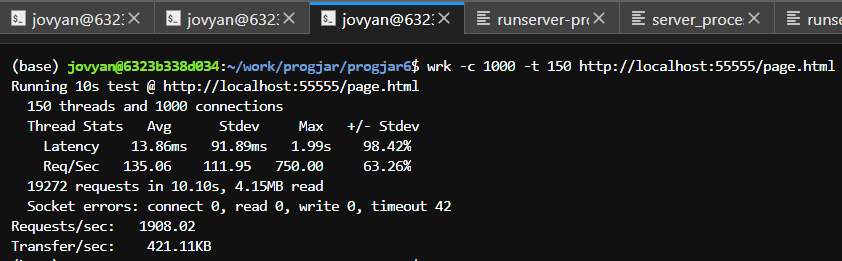 jovyan@6323 jovyan@6323 jovyan@6323 runserver-pro server_proces runse
(base) jovyan@6323b338d034:~/work/progjar/progjar6$ wrk -c 1000 -t 150 http://localhost:55555/page.html
Running 10s test @ http://localhost:55555/page.html
150 threads and 1000 connections
Thread Stats Avg Stdev Max +/- Stdev
Latency 13.86ms 91.89ms 1.99s 98.42%
Req/Sec 135.06 111.95 750.00 63.26%
19272 requests in 10.10s, 4.15MB read
Socket errors: connect 0, read 0, write 0, timeout 42
Requests/sec: 1908.02
Transfer/sec: 421.11KB